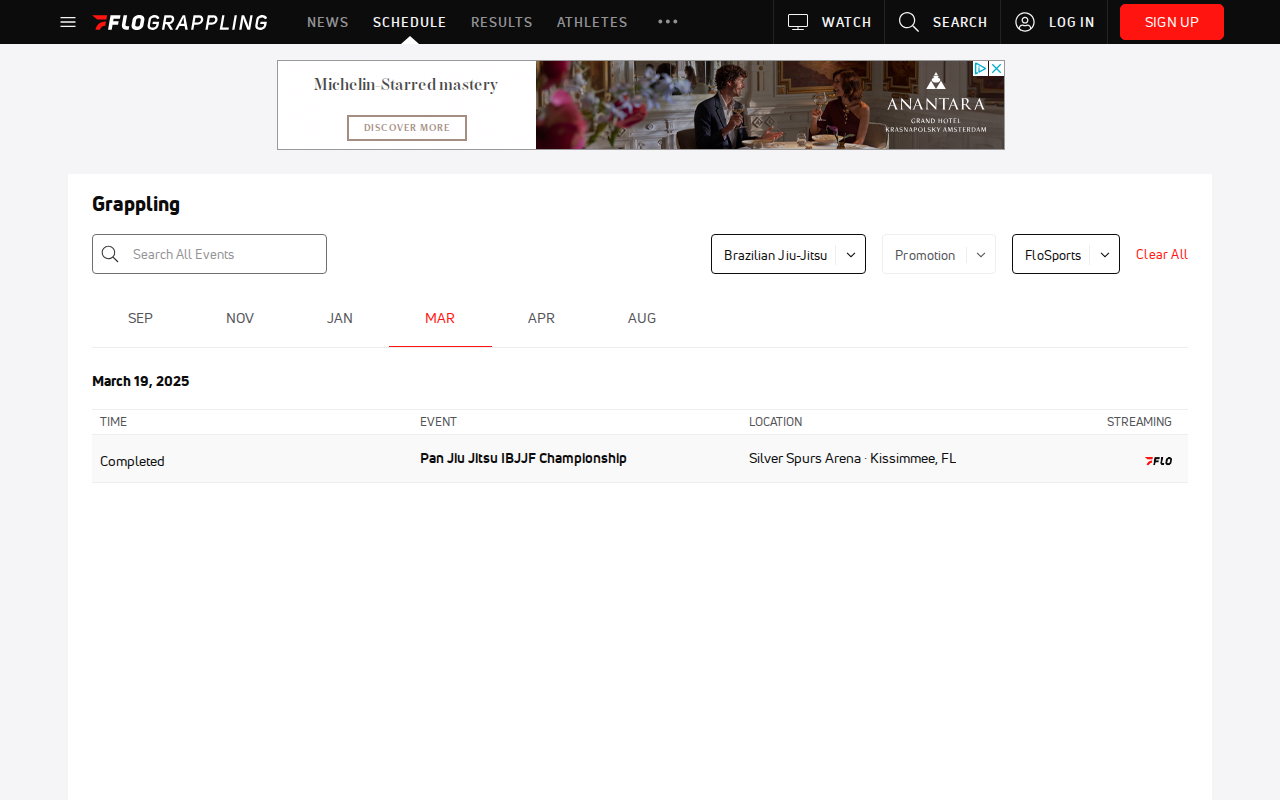 FLOGRAPPLING NEWS SCHEDULE RESULTS ATHLETES WATCH SEARCH LOG IN SIGN UP
Michelin-Starred mastery
DISCOVER MORE
ANANTARA
GRAND HOTEL
KRASNAPOLSKY AMSTERDAM
Grappling
Search All Events Brazilian Jiu-Jitsu Promotion FloSports Clear All
SEP NOV JAN MAR APR AUG
March 19, 2025
TIME EVENT LOCATION STREAMING
Completed Pan Jiu Jitsu IBJJF Championship Silver Spurs Arena · Kissimmee, FL FLO